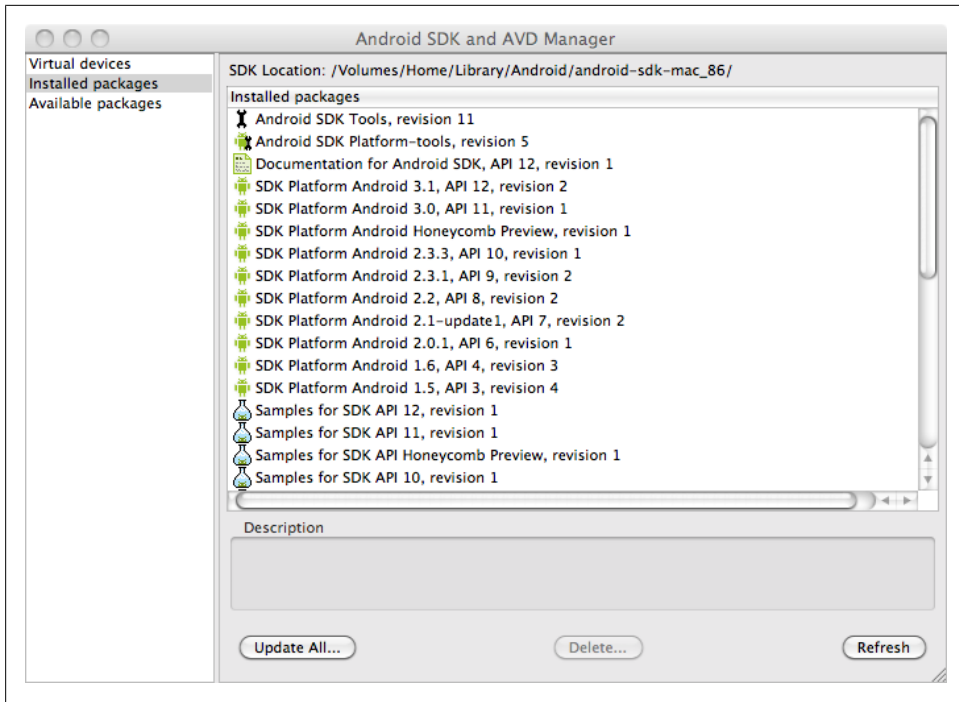 Android SDK and AVD Manager
Virtual devices
Installed packages
Available packages
SDK Location: /Volumes/Home/Library/Android/android-sdk-mac_86/
Installed packages
Android SDK Tools, revision 11
Android SDK Platform-tools, revision 5
Documentation for Android SDK, API 12, revision 1
SDK Platform Android 3.1, API 12, revision 2
SDK Platform Android 3.0, API 11, revision 1
SDK Platform Android Honeycomb Preview, revision 1
SDK Platform Android 2.3.3, API 10, revision 1
SDK Platform Android 2.3.1, API 9, revision 2
SDK Platform Android 2.2, API 8, revision 2
SDK Platform Android 2.1-update1, API 7, revision 2
SDK Platform Android 2.0.1, API 6, revision 1
SDK Platform Android 1.6, API 4, revision 3
SDK Platform Android 1.5, API 3, revision 4
Samples for SDK API 12, revision 1
Samples for SDK API 11, revision 1
Samples for SDK API Honeycomb Preview, revision 1
Samples for SDK API 10, revision 1
Description
Update All...
Delete...
Refresh